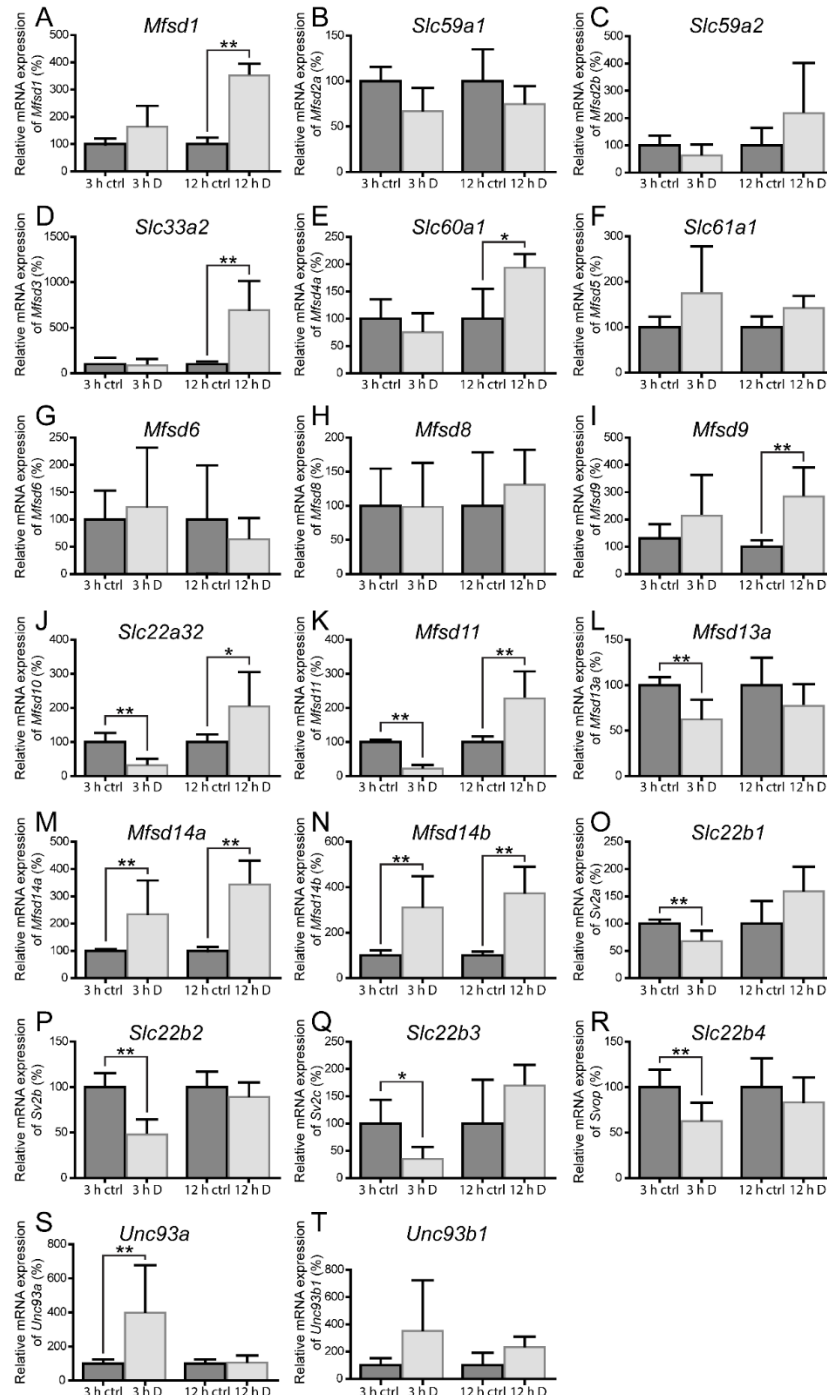 A
Mfsd1
Relative mRNA expression
of Mfsd1 (%)
500
400
300
200
100
0
**
3 h ctrl 3 h D 12 h ctrl 12 h D
B
Slc59a1
Relative mRNA expression
of Mfsd2a (%)
150
100
50
0
3 h ctrl 3 h D 12 h ctrl 12 h D
C
Slc59a2
Relative mRNA expression
of Mfsd2b (%)
500
400
300
200
100
0
3 h ctrl 3 h D 12 h ctrl 12 h D
D
Slc33a2
Relative mRNA expression
of Mfsd3 (%)
1500
1000
500
0
**
3 h ctrl 3 h D 12 h ctrl 12 h D
E
Slc60a1
Relative mRNA expression
of Mfsd4a (%)
250
200
150
100
50
0
*
3 h ctrl 3 h D 12 h ctrl 12 h D
F
Slc61a1
Relative mRNA expression
of Mfsd5 (%)
300
200
100
0
3 h ctrl 3 h D 12 h ctrl 12 h D
G
Mfsd6
Relative mRNA expression
of Mfsd6 (%)
250
200
150
100
50
0
3 h ctrl 3 h D 12 h ctrl 12 h D
H
Mfsd8
Relative mRNA expression
of Mfsd8 (%)
250
200
150
100
50
0
3 h ctrl 3 h D 12 h ctrl 12 h D
I
Mfsd9
Relative mRNA expression
of Mfsd9 (%)
500
400
300
200
100
0
**
3 h ctrl 3 h D 12 h ctrl 12 h D
J
Slc22a32
Relative mRNA expression
of Mfsd10 (%)
400
300
200
100
0
**
*
3 h ctrl 3 h D 12 h ctrl 12 h D
K
Mfsd11
Relative mRNA expression
of Mfsd11 (%)
400
300
200
100
0
**
**
3 h ctrl 3 h D 12 h ctrl 12 h D
L
Mfsd13a
Relative mRNA expression
of Mfsd13a (%)
150
100
50
0
**
3 h ctrl 3 h D 12 h ctrl 12 h D
M
Mfsd14a
Relative mRNA expression
of Mfsd14a (%)
500
400
300
200
100
0
**
**
3 h ctrl 3 h D 12 h ctrl 12 h D
N
Mfsd14b
Relative mRNA expression
of Mfsd14b (%)
600
400
200
0
**
**
3 h ctrl 3 h D 12 h ctrl 12 h D
O
Slc22b1
Relative mRNA expression
of Sv2a (%)
250
200
150
100
50
0
**
3 h ctrl 3 h D 12 h ctrl 12 h D
P
Slc22b2
Relative mRNA expression
of Sv2b (%)
150
100
50
0
**
3 h ctrl 3 h D 12 h ctrl 12 h D
Q
Slc22b3
Relative mRNA expression
of Sv2c (%)
250
200
150
100
50
0
*
3 h ctrl 3 h D 12 h ctrl 12 h D
R
Slc22b4
Relative mRNA expression
of Svop (%)
150
100
50
0
**
3 h ctrl 3 h D 12 h ctrl 12 h D
S
Unc93a
Relative mRNA expression
of Unc93a (%)
800
600
400
200
0
**
3 h ctrl 3 h D 12 h ctrl 12 h D
T
Unc93b1
Relative mRNA expression
of Unc93b1 (%)
800
600
400
200
0
3 h ctrl 3 h D 12 h ctrl 12 h D